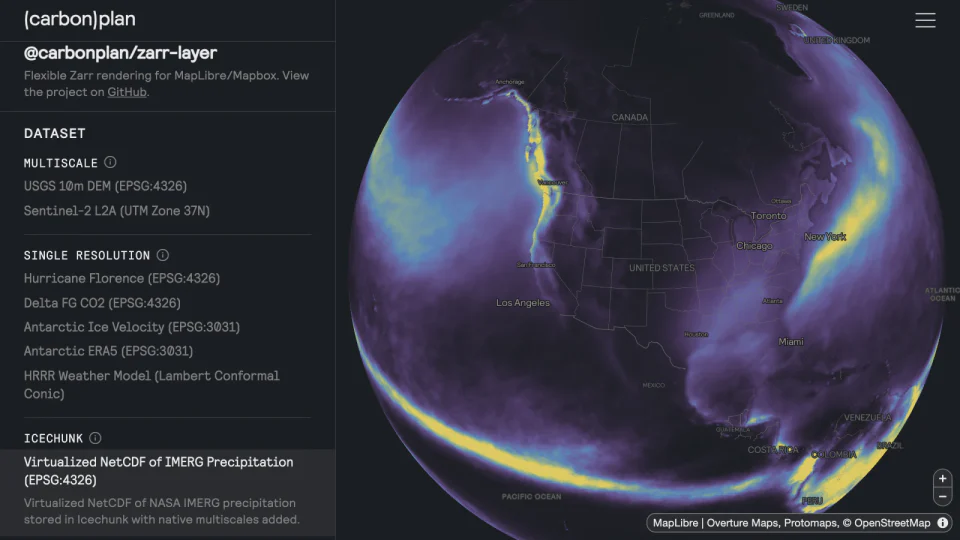 (carbon)plan
@carbonplan/zarr-layer
Flexible Zarr rendering for MapLibre/Mapbox. View
the project on GitHub.
DATASET
MULTISCALE
USGS 10m DEM (EPSG:4326)
Sentinel-2 L2A (UTM Zone 37N)
SINGLE RESOLUTION
Hurricane Florence (EPSG:4326)
Delta FG CO2 (EPSG:4326)
Antarctic Ice Velocity (EPSG:3031)
Antarctic ERA5 (EPSG:3031)
HRRR Weather Model (Lambert Conformal
Conic)
ICECHUNK
Virtualized NetCDF of IMERG Precipitation
(EPSG:4326)
Virtualized NetCDF of NASA IMERG precipitation
stored in Icechunk with native multiscales added.
SWEDEN
GREENLAND
UNITED KINGDOM
Anchorage
CANADA
Vancouver
Ottawa
Toronto
New York
Chicago
San Francisco
UNITED STATES
ATLANTIC
OCEAN
Los Angeles
Atlanta
Houston
Miami
MEXICO
VENEZUELA
GUATEMALA
COSTA RICA
COLOMBIA
BRAZIL
PACIFIC OCEAN
PERU
+
−
MapLibre | Overture Maps, Protomaps, © OpenStreetMap